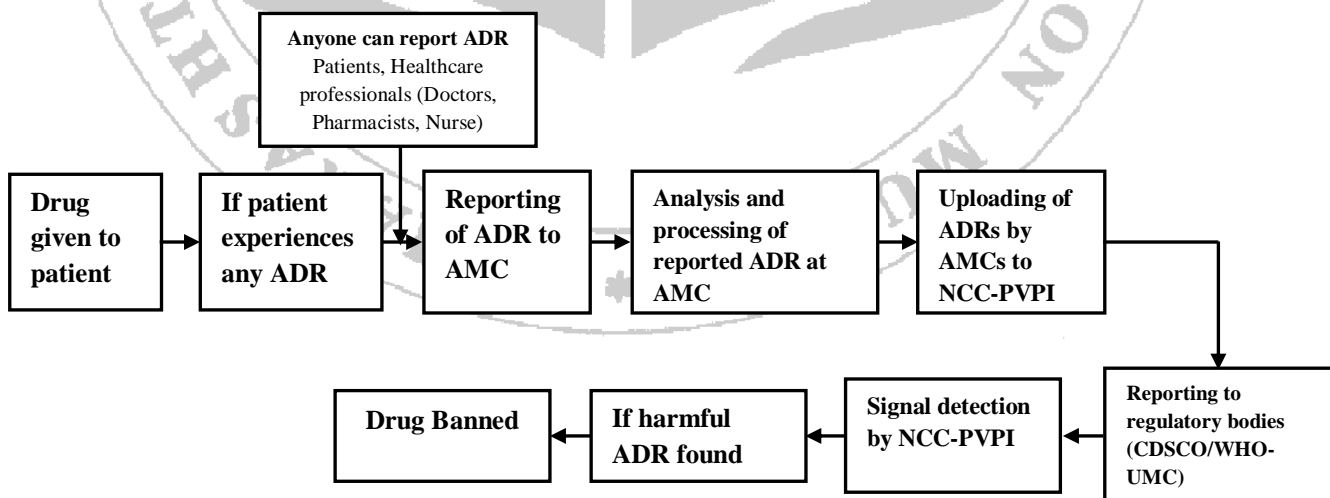 Anyone can report ADR
Patients, Healthcare
professionals (Doctors,
Pharmacists, Nurse)
Drug
given to
patient
If patient
experiences
any ADR
Reporting
of ADR to
AMC
Analysis and
processing of
reported ADR at
AMC
Uploading of
ADRs by
AMCs to
NCC-PVPI
Reporting to
regulatory bodies
(CDSCO/WHO-
UMC)
Signal detection
by NCC-PVPI
If harmful
ADR found
Drug Banned